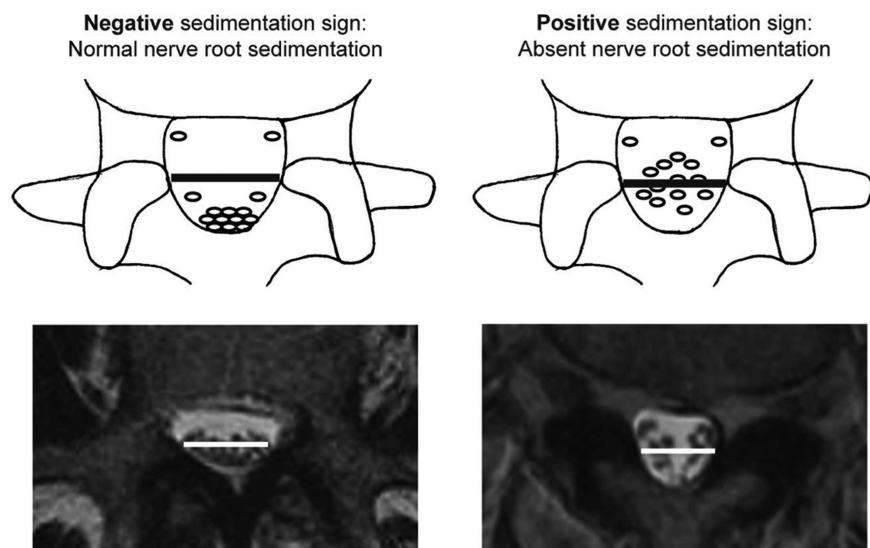 Negative sedimentation sign:
Normal nerve root sedimentation
Positive sedimentation sign:
Absent nerve root sedimentation